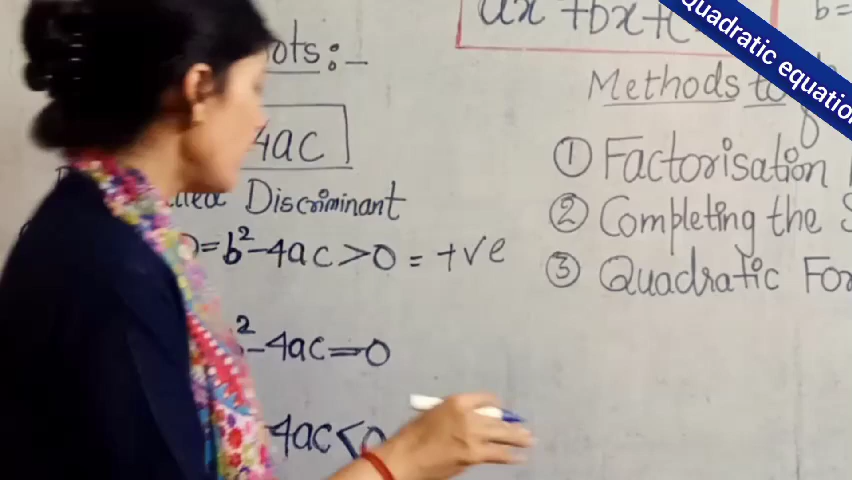 ax +bx+c
b=
Quadratic equation
ots:-
Methods to
4ac
① Factorisation
Discriminant
② Completing the S
D=b²-4ac>0=+ve
③ Quadratic For
²-4ac=0
4ac<0